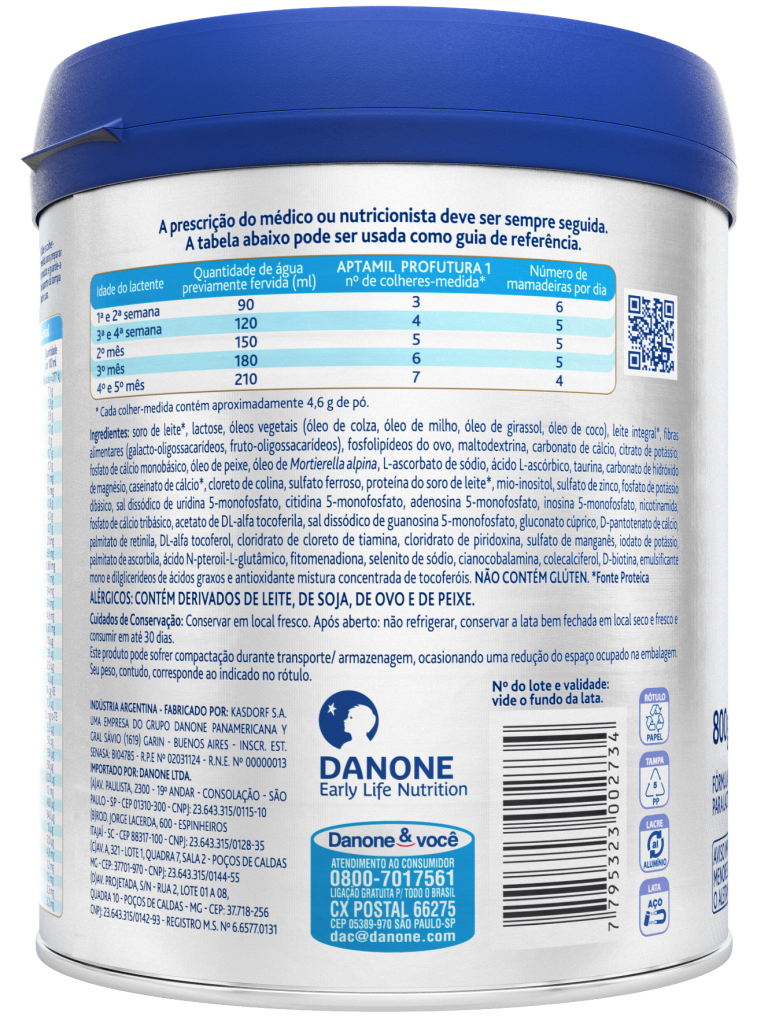 A prescrição do médico ou nutricionista deve ser sempre seguida.
A tabela abaixo pode ser usada como guia de referência.
Idade do lactente
Quantidade de água previamente fervida (ml)
APTAMIL PROFUTURA 1 nº de colheres-medida*
Número de mamadeiras por dia
1ª e 2ª semana 90 3 6
3ª e 4ª semana 120 4 5
2º mês 150 5 5
3º mês 180 6 5
4º e 5º mês 210 7 4
* Cada colher-medida contém aproximadamente 4,6 g de pó.
Ingredientes: soro de leite*, lactose, óleos vegetais (óleo de colza, óleo de milho, óleo de girassol, óleo de coco), leite integral*, fibras
alimentares (galacto-oligossacarídeos, fruto-oligossacarídeos), fosfolipídeos do ovo, maltodextrina, carbonato de cálcio, citrato de potássio,
fosfato de cálcio monobásico, óleo de peixe, óleo de Mortierella alpina, L-ascorbato de sódio, ácido L-ascórbico, taurina, carbonato de hidróxido
de magnésio, caseinato de cálcio*, cloreto de colina, sulfato ferroso, proteína do soro de leite*, mio-inositol, sulfato de zinco, fosfato de potássio
dibásico, sal dissódico de uridina 5-monofosfato, citidina 5-monofosfato, adenosina 5-monofosfato, inosina 5-monofosfato, nicotinamida,
fosfato de cálcio tribásico, acetato de DL-alfa tocoferila, sal dissódico de guanosina 5-monofosfato, gluconato cúprico, D-pantotenato de cálcio,
palmitato de retinila, DL-alfa tocoferol, cloridrato de cloreto de tiamina, cloridrato de piridoxina, sulfato de manganês, iodato de potássio,
palmitato de ascorbila, ácido N-pteroil-L-glutâmico, fitomenadiona, selenito de sódio, cianocobalamina, colecalciferol, D-biotina, emulsificante
mono e diglicerídeos de ácidos graxos e antioxidante mistura concentrada de tocoferóis. NÃO CONTÉM GLÚTEN. *Fonte Proteica
ALÉRGICOS: CONTÉM DERIVADOS DE LEITE, DE SOJA, DE OVO E DE PEIXE.
Cuidados de Conservação: Conservar em local fresco. Após aberto: não refrigerar, conservar a lata bem fechada em local seco e fresco e
consumir em até 30 dias.
Este produto pode sofrer compactação durante transporte/ armazenagem, ocasionando uma redução do espaço ocupado na embalagem.
Seu peso, contudo, corresponde ao indicado no rótulo.
INDÚSTRIA ARGENTINA - FABRICADO POR: KASDORF S.A.
UMA EMPRESA DO GRUPO DANONE PANAMERICANA Y
GRAL SÁVIO (1619) GARIN - BUENOS AIRES - INSCR. EST.
SENASA: BI04785 - R.P.E Nº 02031124 - R.N.E. Nº 00000013
IMPORTADO POR: DANONE LTDA.
(A)AV. PAULISTA, 2300 - 19º ANDAR - CONSOLAÇÃO - SÃO
PAULO - SP - CEP 01310-300 - CNPJ: 23.643.315/0115-10
(B)ROD. JORGE LACERDA, 600 - ESPINHEIROS
ITAJAÍ - SC - CEP 88317-100 - CNPJ: 23.643.315/0128-35
(C)AV. A, 321 - LOTE 1, QUADRA 7, SALA 2 - POÇOS DE CALDAS
MG - CEP: 37701-970 - CNPJ: 23.643.315/0144-55
(D)AV. PROJETADA, S/N - RUA 2, LOTE 01 A 08,
QUADRA 10 - POÇOS DE CALDAS - MG - CEP: 37.718-256
CNPJ: 23.643.315/0142-93 - REGISTRO M.S. Nº 6.6577.0131
DANONE
Early Life Nutrition
Danone & você
ATENDIMENTO AO CONSUMIDOR
0800-7017561
LIGAÇÃO GRATUITA P/ TODO O BRASIL
CX POSTAL 66275
CEP 05389-970 SÃO PAULO-SP
dac@danone.com
Nº do lote e validade:
vide o fundo da lata.
7 795323 002734
RÓTULO
PAPEL
TAMPA
5
PP
LACRE
al
ALUMÍNIO
LATA
AÇO
800g